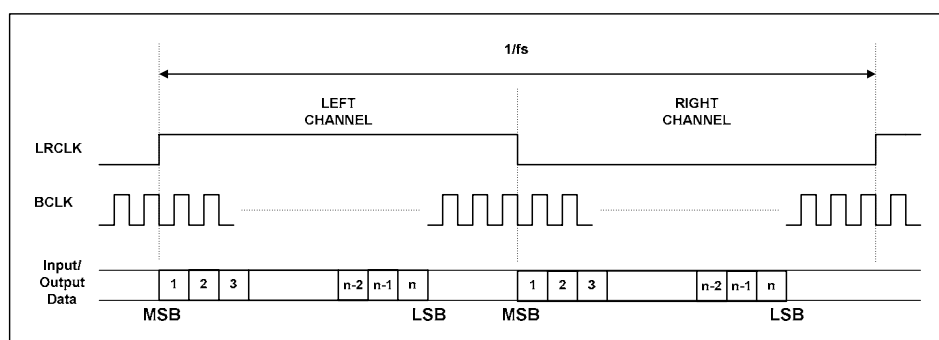 1/fs
LEFT
CHANNEL
RIGHT
CHANNEL
LRCLK
BCLK
Input/
Output
Data
1 2 3 n-2 n-1 n 1 2 3 n-2 n-1 n
MSB LSB MSB LSB